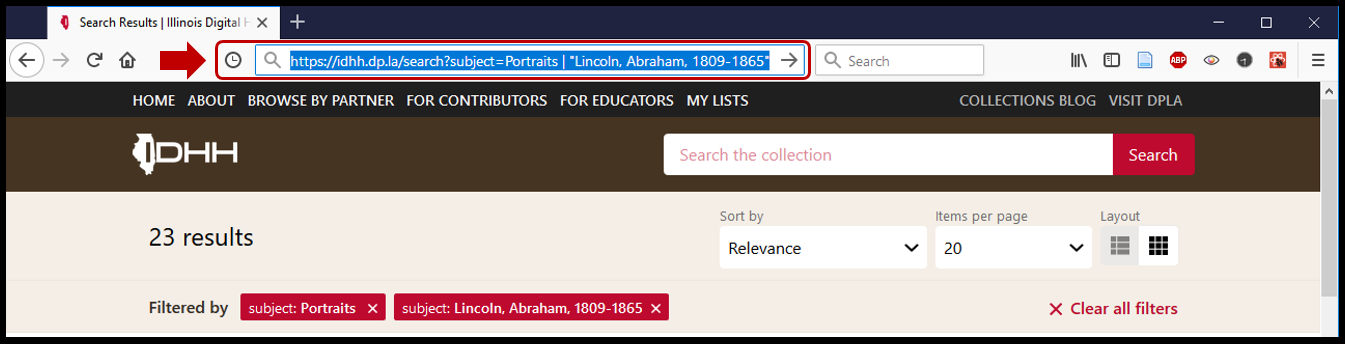 Search Results | Illinois Digital H
https://idhh.dp.la/search?subject=Portraits | "Lincoln, Abraham, 1809-1865"
Search
ABP
HOME ABOUT BROWSE BY PARTNER FOR CONTRIBUTORS FOR EDUCATORS MY LISTS COLLECTIONS BLOG VISIT DPLA
IDHH
Search the collection Search
Sort by Items per page Layout
23 results Relevance 20
Filtered by subject: Portraits subject: Lincoln, Abraham, 1809-1865 Clear all filters